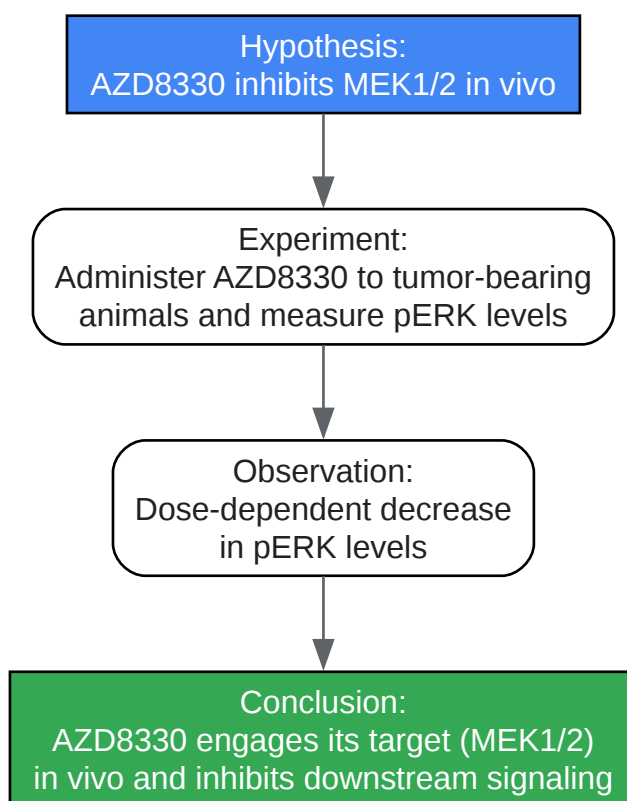 Hypothesis:
AZD8330 inhibits MEK1/2 in vivo
Experiment:
Administer AZD8330 to tumor-bearing
animals and measure pERK levels
Observation:
Dose-dependent decrease
in pERK levels
Conclusion:
AZD8330 engages its target (MEK1/2)
in vivo and inhibits downstream signaling